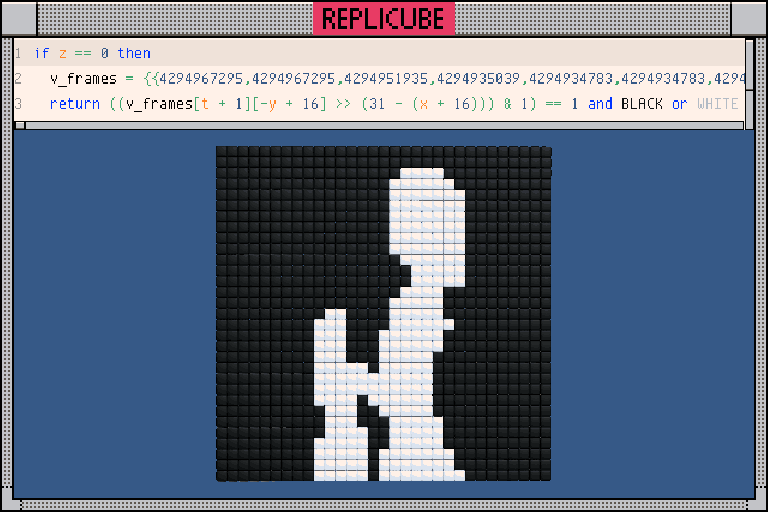 REPLICUBE
1 if z == 0 then
2 v_frames = {{4294967295,4294967295,4294951935,4294935039,4294934783,4294934783,4294
3 return ((v_frames[t + 1][-y + 16] >> (31 - (x + 16))) & 1) == 1 and BLACK or WHITE